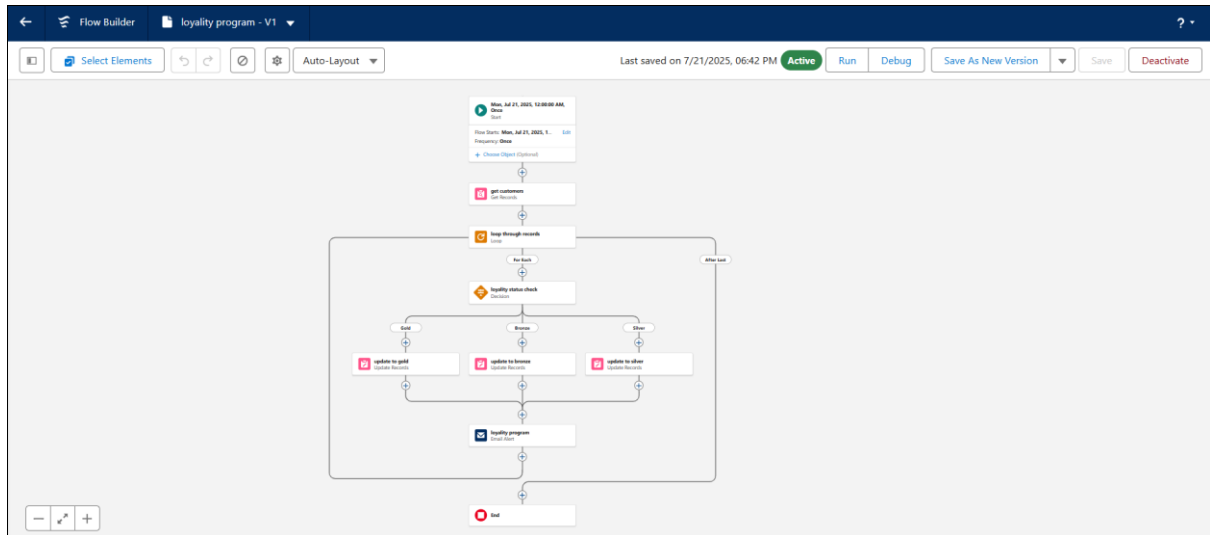 Flow Builder
loyality program - V1
?
Select Elements
Auto-Layout
Last saved on 7/21/2025, 06:42 PM
Active
Run
Debug
Save As New Version
Save
Deactivate
Mon, Jul 21, 2025, 12:00:00 AM,
Once
Start
Flow Starts: Mon, Jul 21, 2025, 1...
Edit
Frequency: Once
+ Choose Object (Optional)
get customers
Get Records
loop through records
Loop
For Each
After Last
loyality status check
Decision
Gold
Bronze
Silver
update to gold
Update Records
update to bronze
Update Records
update to silver
Update Records
loyality program
Email Alert
End